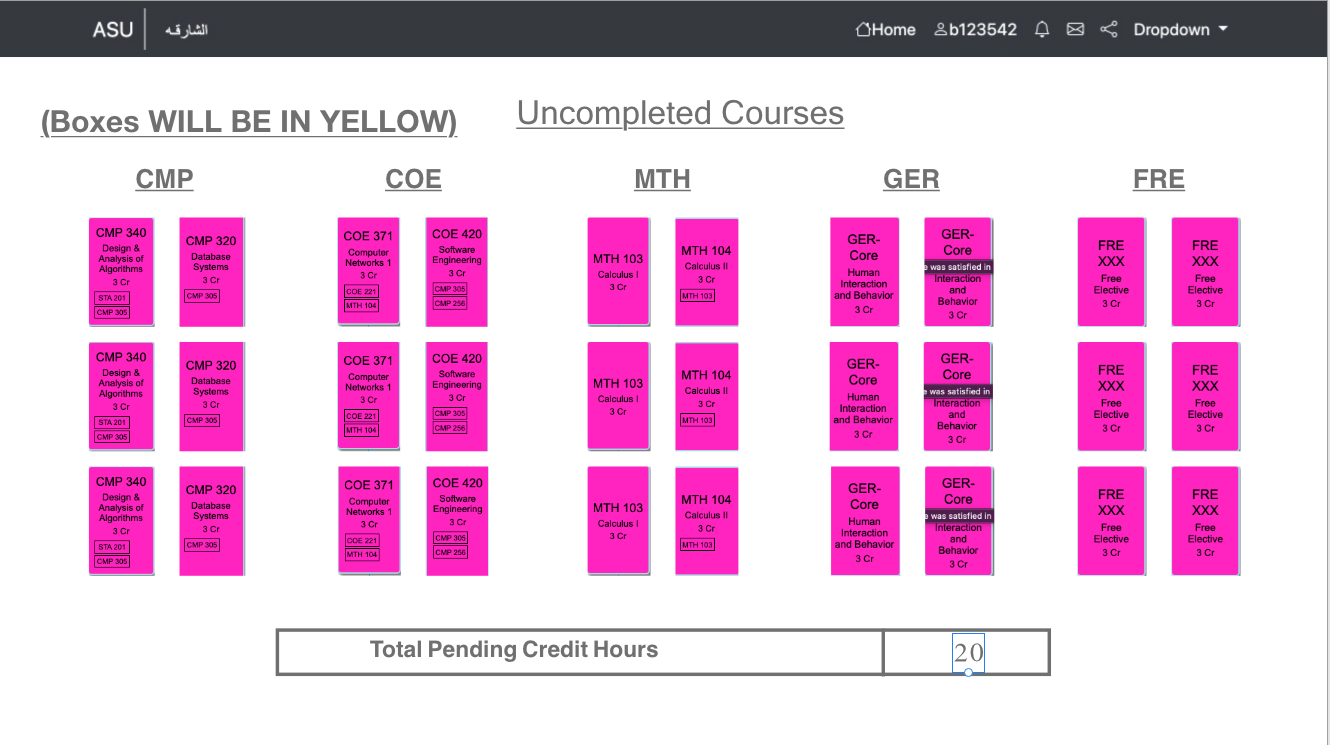 ASU الشارقه Home b123542 Dropdown
(Boxes WILL BE IN YELLOW) Uncompleted Courses
CMP COE MTH GER FRE
CMP 340
Design &
Analysis of
Algorithms
3 Cr
STA 201
CMP 305
CMP 320
Database
Systems
3 Cr
CMP 305
COE 371
Computer
Networks 1
3 Cr
COE 221
MTH 104
COE 420
Software
Engineering
3 Cr
CMP 305
CMP 256
MTH 103
Calculus I
3 Cr
MTH 104
Calculus II
3 Cr
MTH 103
GER-
Core
Human
Interaction
and Behavior
3 Cr
GER-
Core
e was satisfied in
Interaction
and
Behavior
3 Cr
FRE
XXX
Free
Elective
3 Cr
FRE
XXX
Free
Elective
3 Cr
CMP 340
Design &
Analysis of
Algorithms
3 Cr
STA 201
CMP 305
CMP 320
Database
Systems
3 Cr
CMP 305
COE 371
Computer
Networks 1
3 Cr
COE 221
MTH 104
COE 420
Software
Engineering
3 Cr
CMP 305
CMP 256
MTH 103
Calculus I
3 Cr
MTH 104
Calculus II
3 Cr
MTH 103
GER-
Core
Human
Interaction
and Behavior
3 Cr
GER-
Core
e was satisfied in
Interaction
and
Behavior
3 Cr
FRE
XXX
Free
Elective
3 Cr
FRE
XXX
Free
Elective
3 Cr
CMP 340
Design &
Analysis of
Algorithms
3 Cr
STA 201
CMP 305
CMP 320
Database
Systems
3 Cr
CMP 305
COE 371
Computer
Networks 1
3 Cr
COE 221
MTH 104
COE 420
Software
Engineering
3 Cr
CMP 305
CMP 256
MTH 103
Calculus I
3 Cr
MTH 104
Calculus II
3 Cr
MTH 103
GER-
Core
Human
Interaction
and Behavior
3 Cr
GER-
Core
e was satisfied in
Interaction
and
Behavior
3 Cr
FRE
XXX
Free
Elective
3 Cr
FRE
XXX
Free
Elective
3 Cr
Total Pending Credit Hours 20